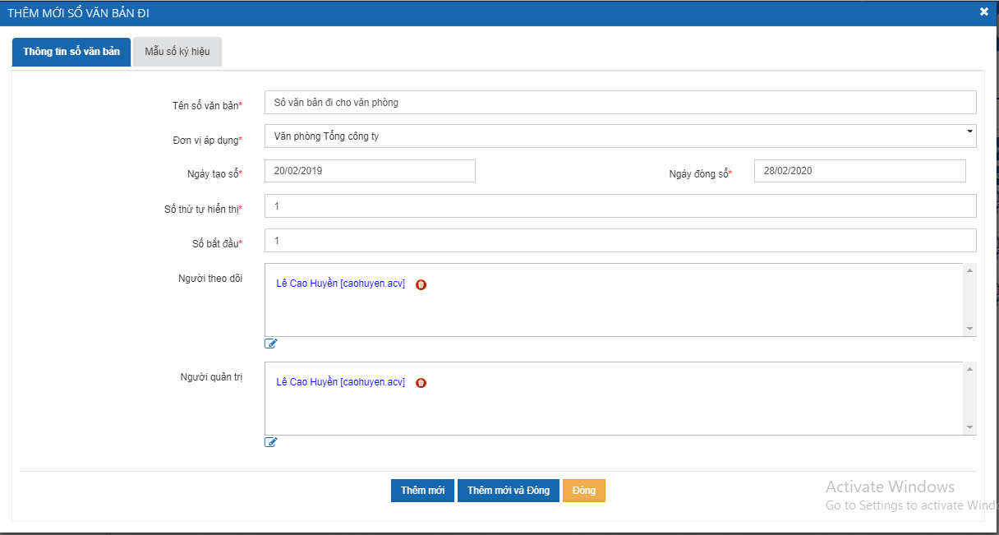 THÊM MỚI SỔ VĂN BẢN ĐI
Thông tin sổ văn bản Mẫu số ký hiệu
Tên sổ văn bản* Sổ văn bản đi cho văn phòng
Đơn vị áp dụng* Văn phòng Tổng công ty
Ngày tạo sổ* 20/02/2019 Ngày đóng sổ* 28/02/2020
Số thứ tự hiển thị* 1
Số bắt đầu* 1
Người theo dõi Lê Cao Huyền [caohuyen.acv]
Người quản trị Lê Cao Huyền [caohuyen.acv]
Thêm mới Thêm mới và Đóng Đóng
Activate Windows
Go to Settings to activate Windo